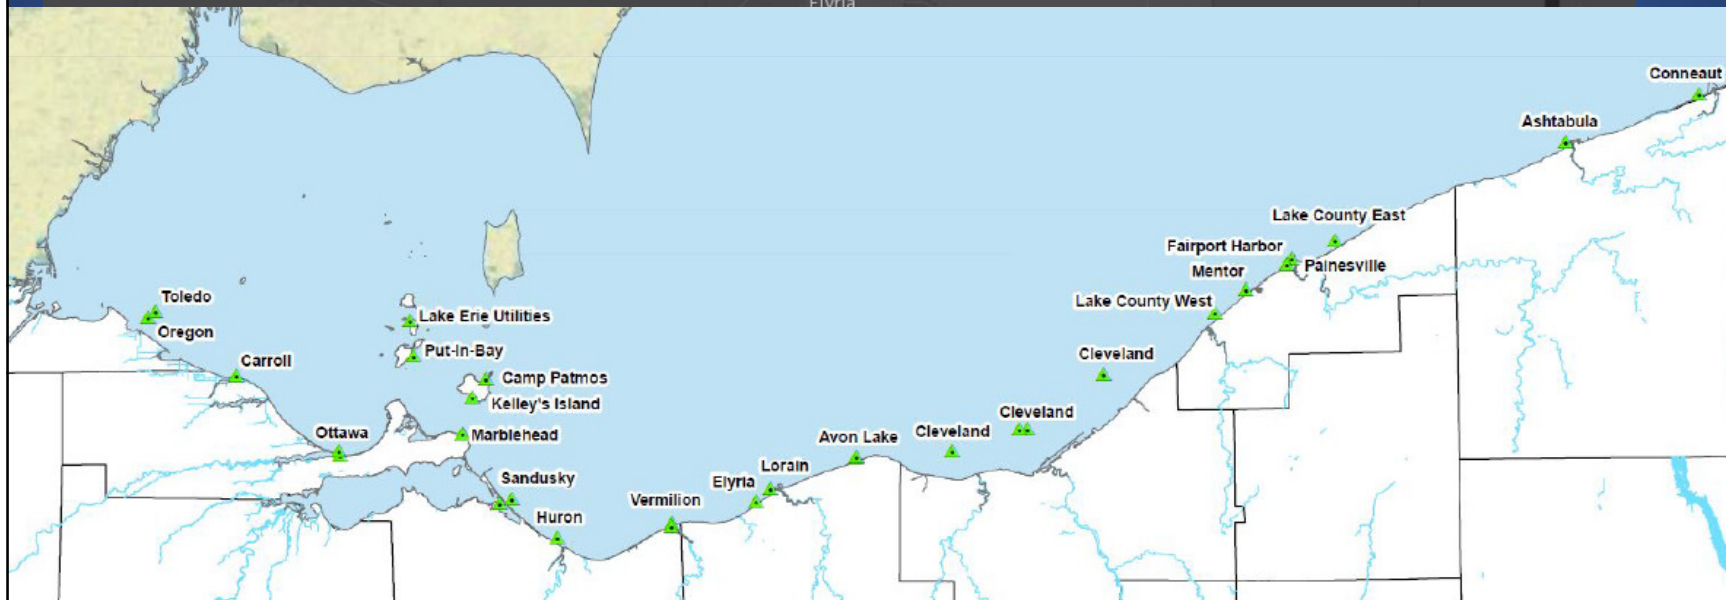 Elyria
Conneaut
Ashtabula
Lake County East
Fairport Harbor
Painesville
Mentor
Lake County West
Toledo
Oregon
Lake Erie Utilities
Put-In-Bay
Carroll
Cleveland
Camp Patmos
Kelley's Island
Cleveland
Ottawa
Marblehead
Avon Lake
Cleveland
Lorain
Sandusky
Elyria
Vermilion
Huron